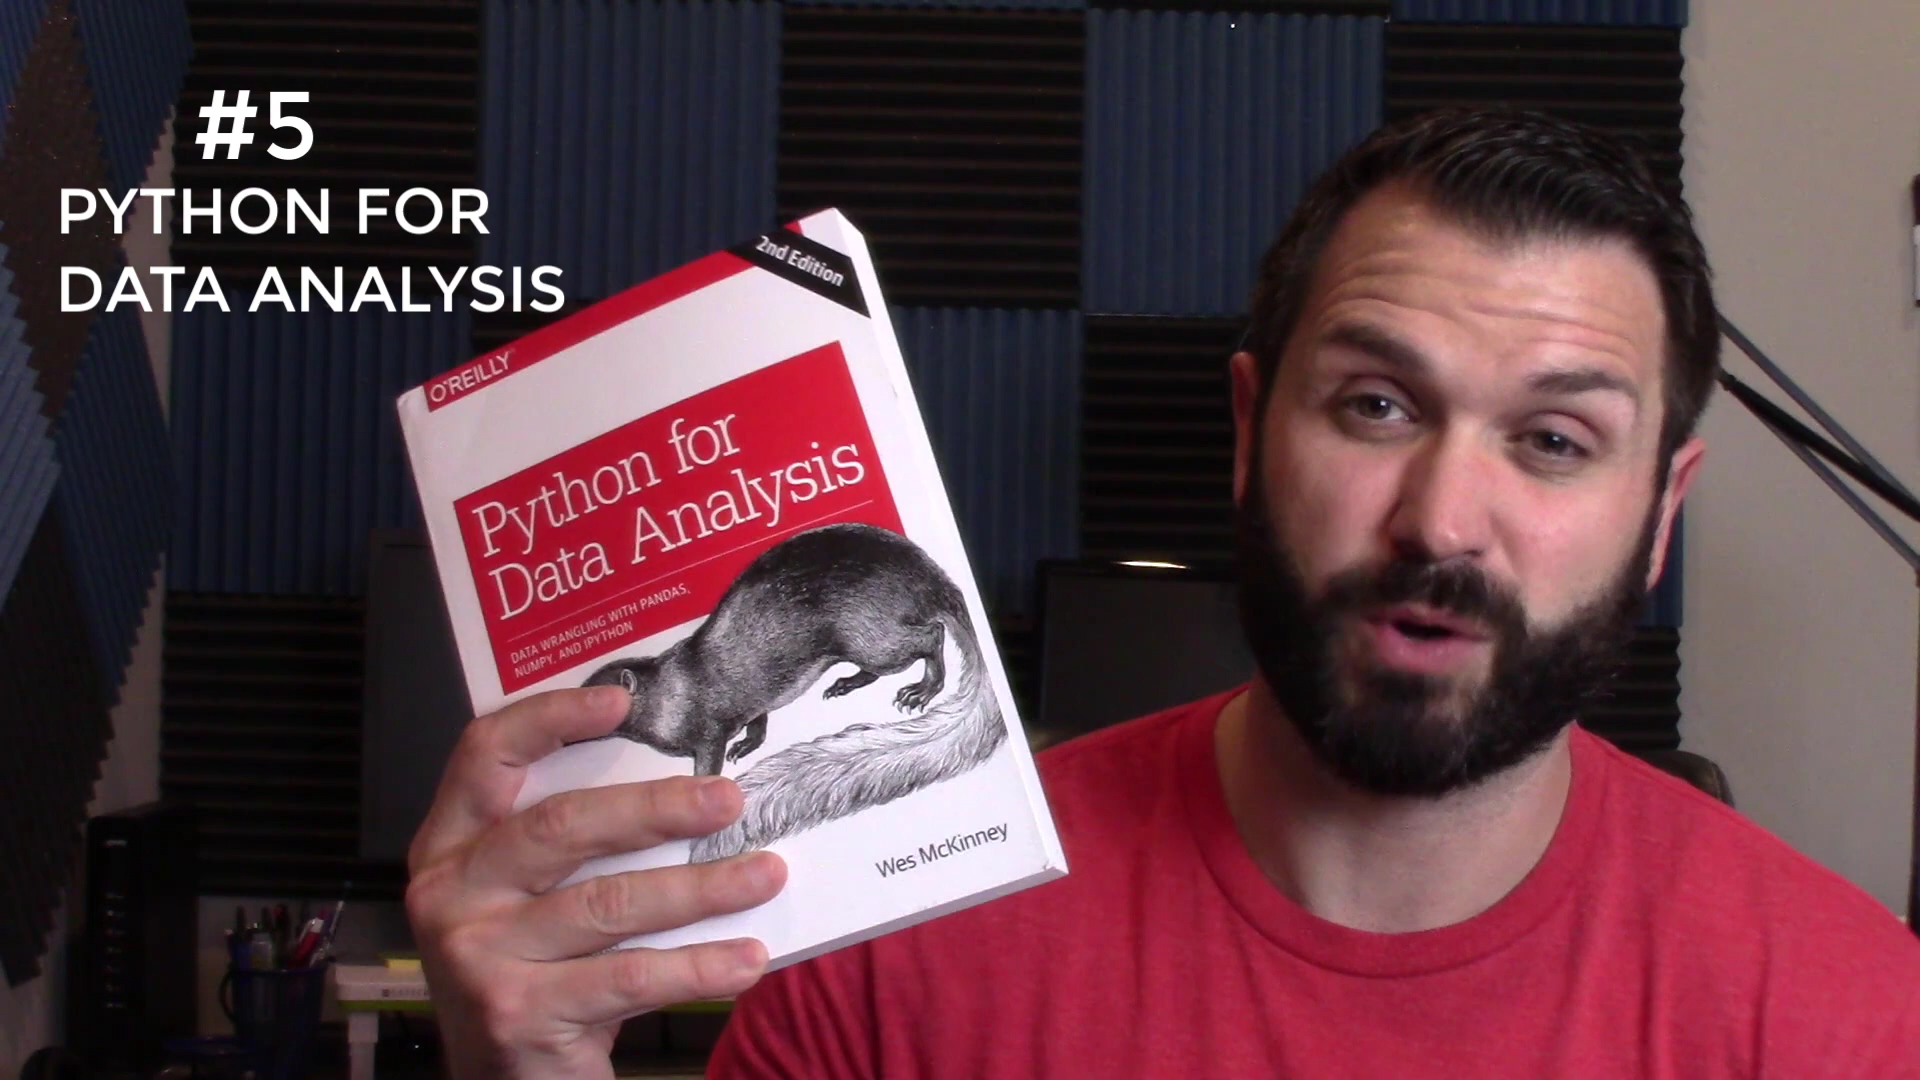 #5
PYTHON FOR
DATA ANALYSIS
2nd Edition
O'REILLY
Python for
Data Analysis
DATA WRANGLING WITH PANDAS,
NUMPY, AND IPYTHON
Wes McKinney